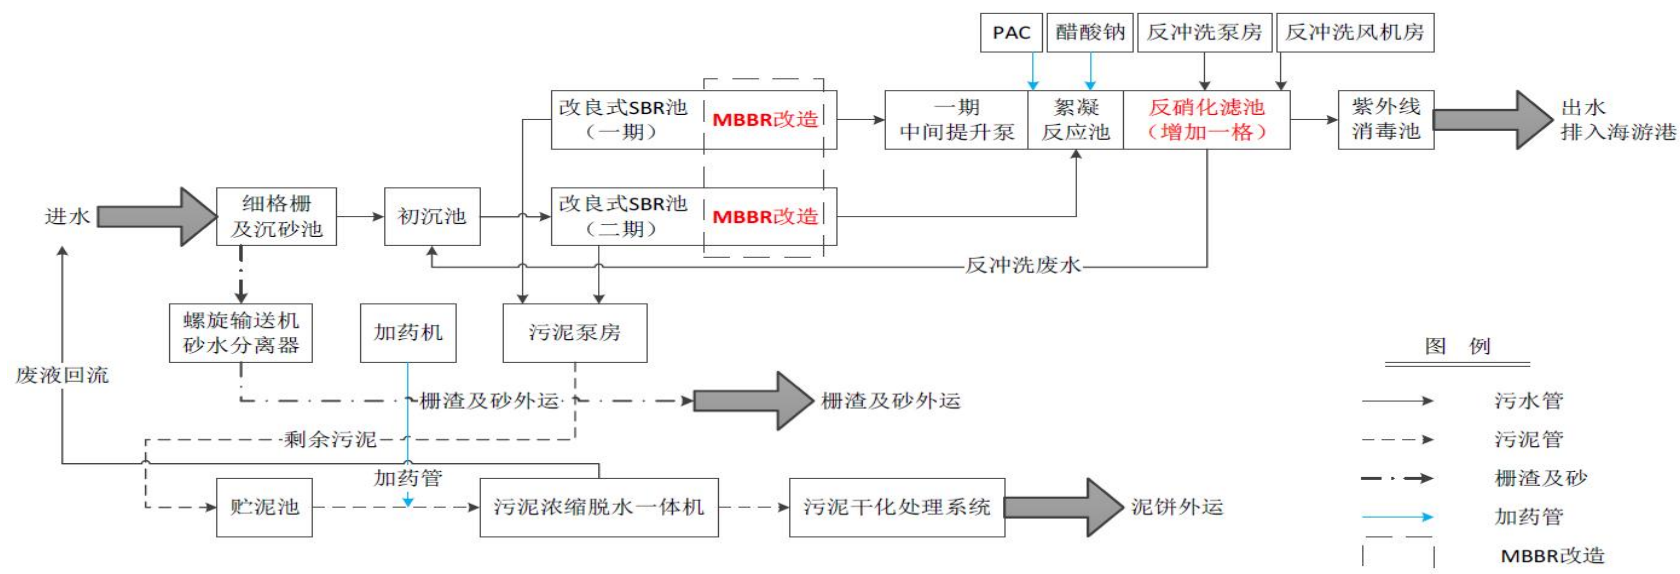 PAC
醋酸钠
反冲洗泵房
反冲洗风机房
改良式SBR池
（一期）
MBBR改造
一期
中间提升泵
絮凝
反应池
反硝化滤池
（增加一格）
紫外线
消毒池
出水
排入海游港
进水
细格栅
及沉砂池
初沉池
改良式SBR池
（二期）
MBBR改造
反冲洗废水
螺旋输送机
砂水分离器
加药机
污泥泵房
废液回流
栅渣及砂外运
栅渣及砂外运
剩余污泥
加药管
贮泥池
污泥浓缩脱水一体机
污泥干化处理系统
泥饼外运
图 例
污水管
污泥管
栅渣及砂
加药管
MBBR改造